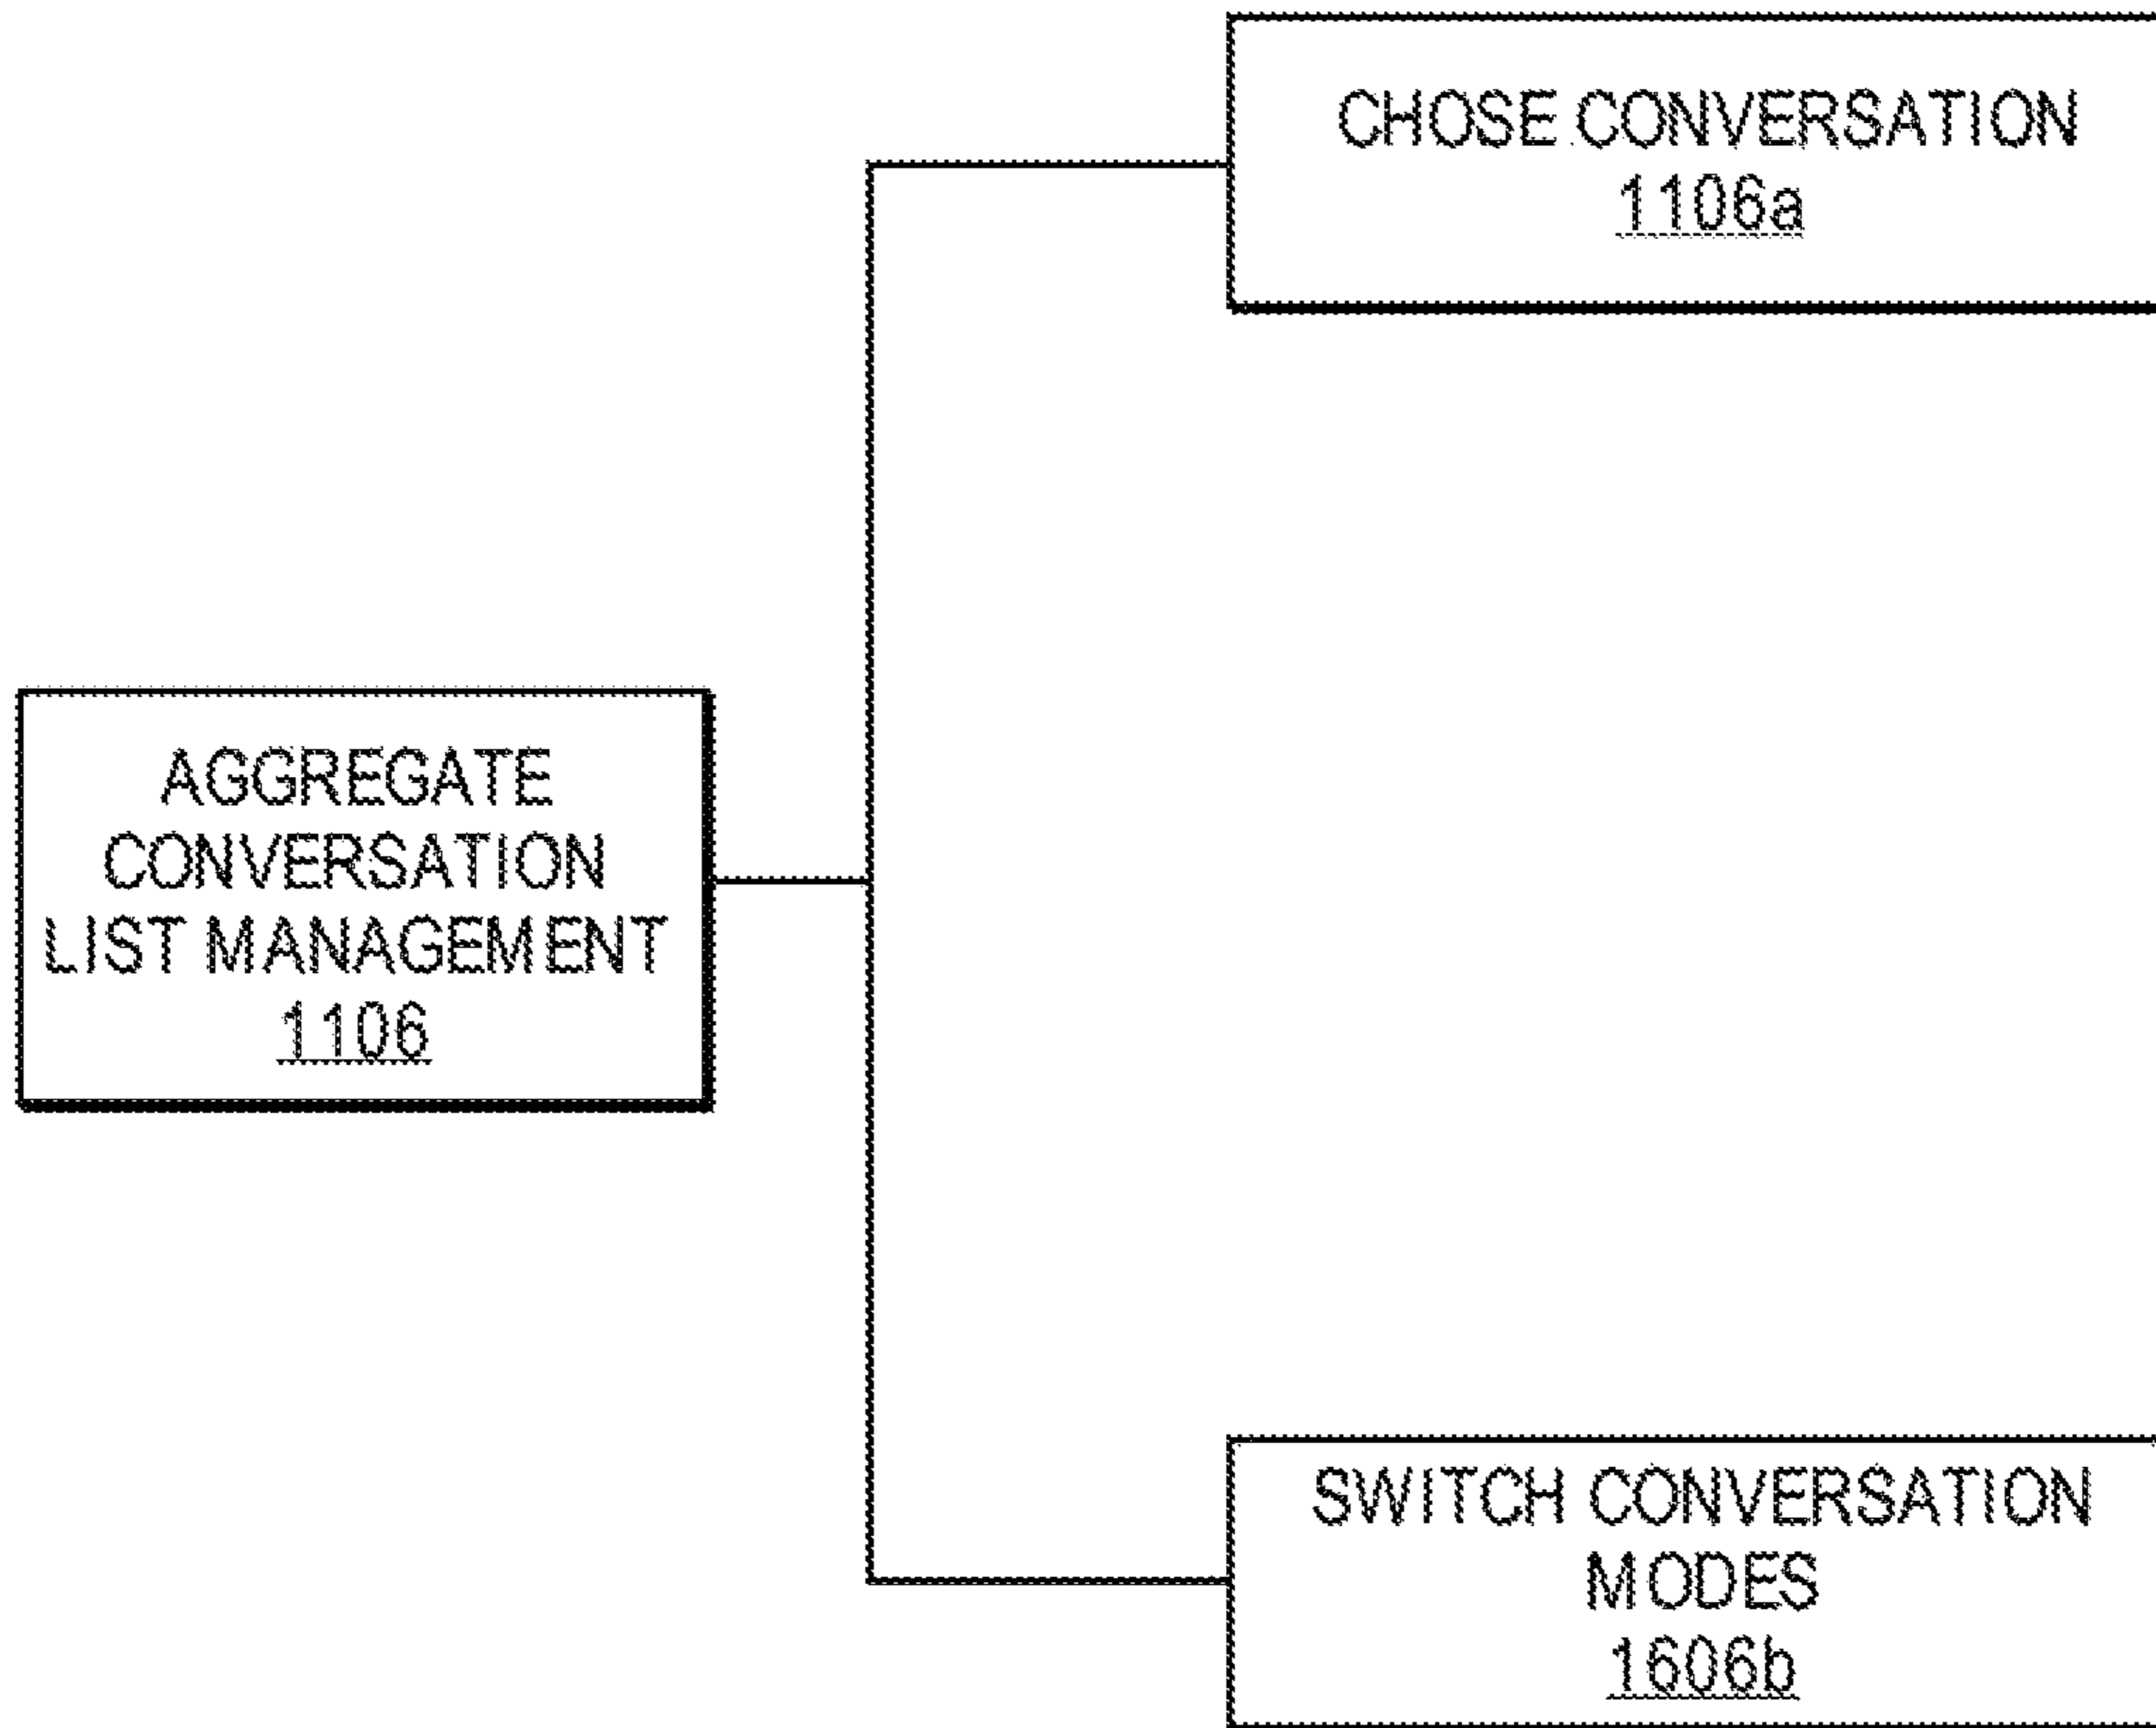 CHOSE CONVERSATION
1106a
AGGREGATE
CONVERSATION
LIST MANAGEMENT
1106
SWITCH CONVERSATION
MODES
1606b